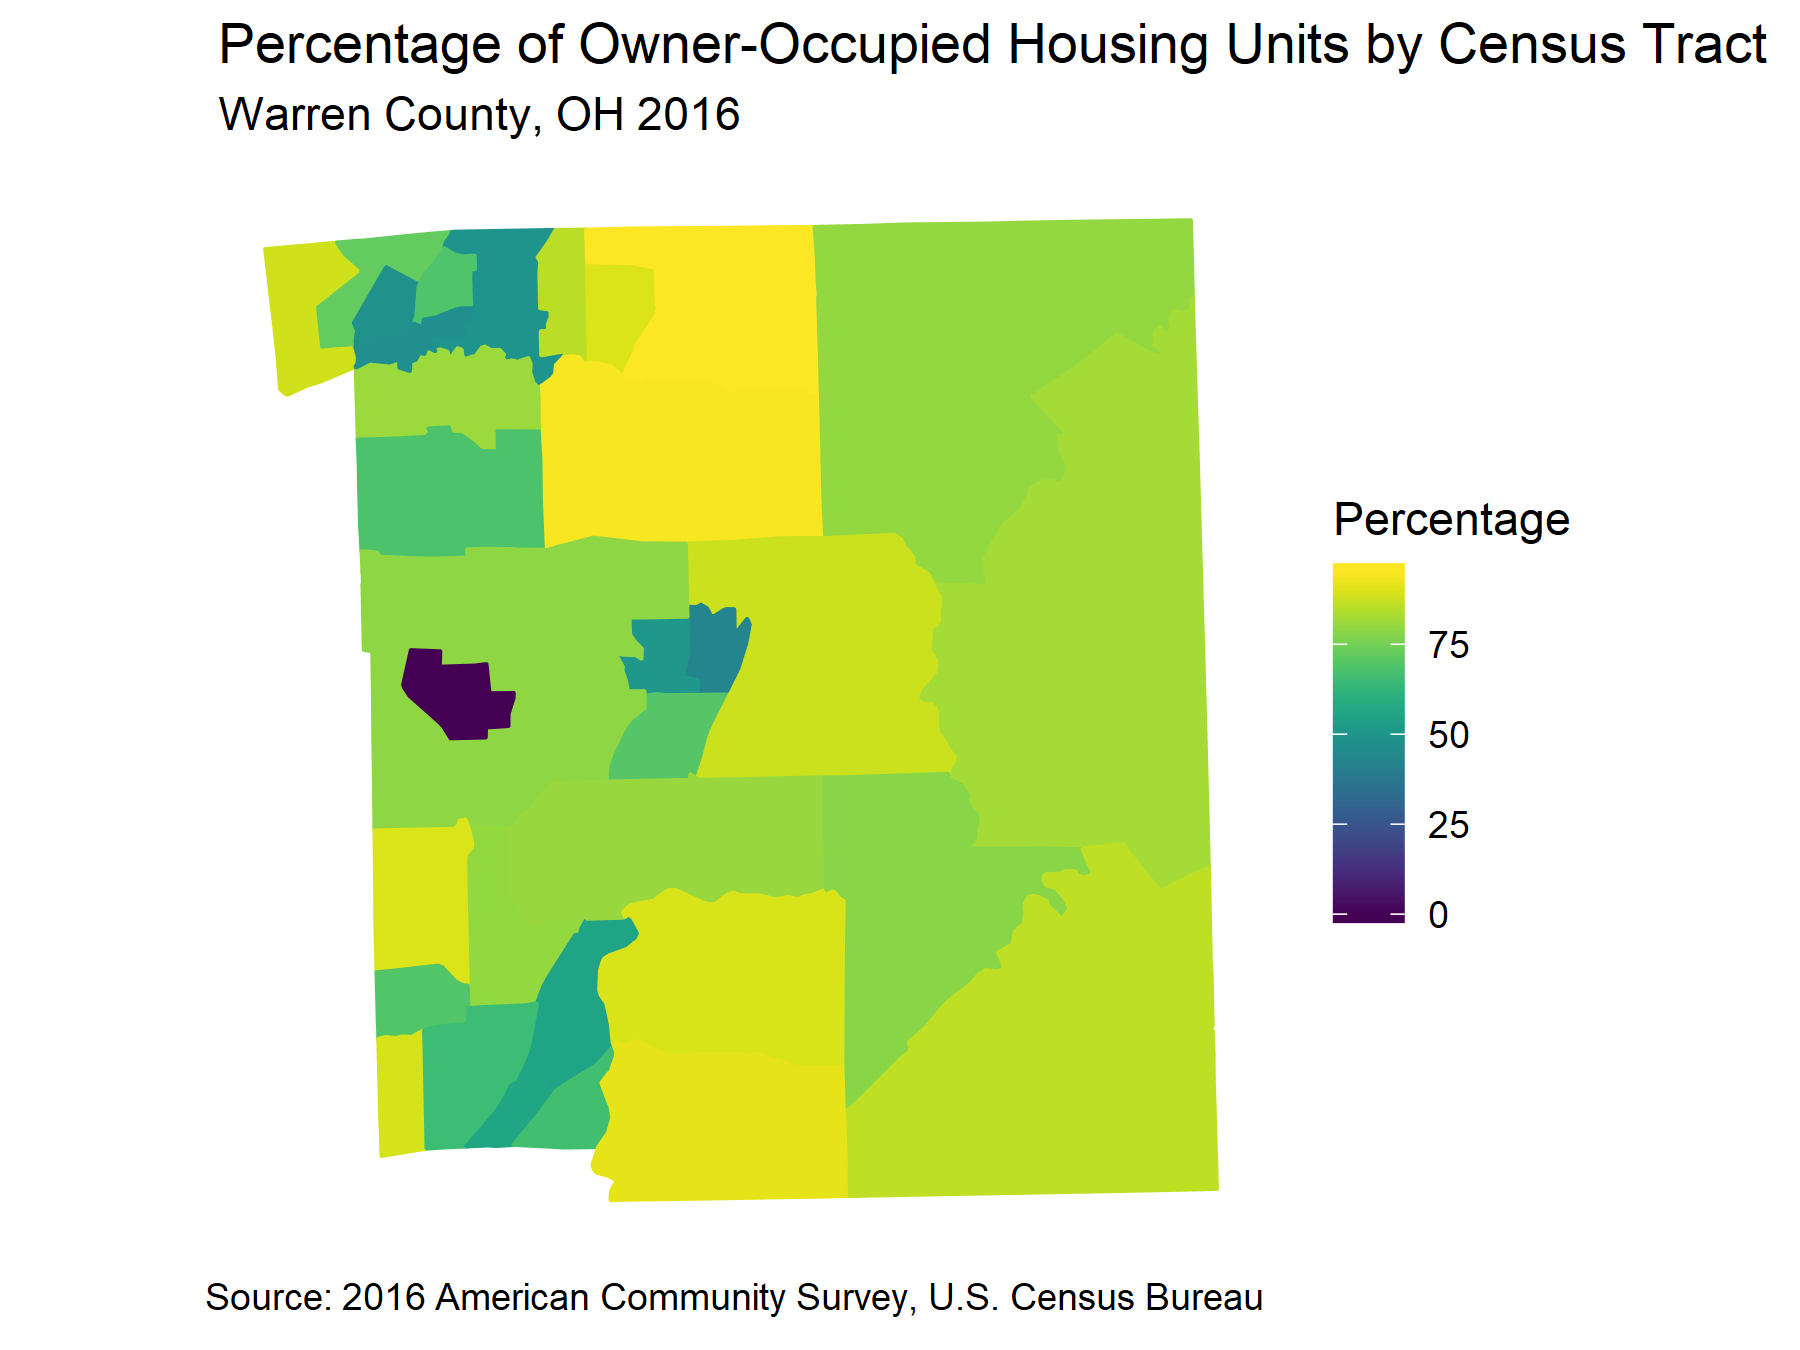 Percentage of Owner-Occupied Housing Units by Census Tract
Warren County, OH 2016
Percentage
75
50
25
0
Source: 2016 American Community Survey, U.S. Census Bureau